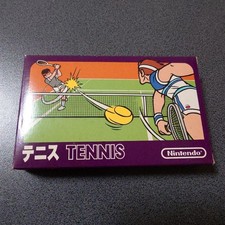 テニス TENNIS
Nintendo